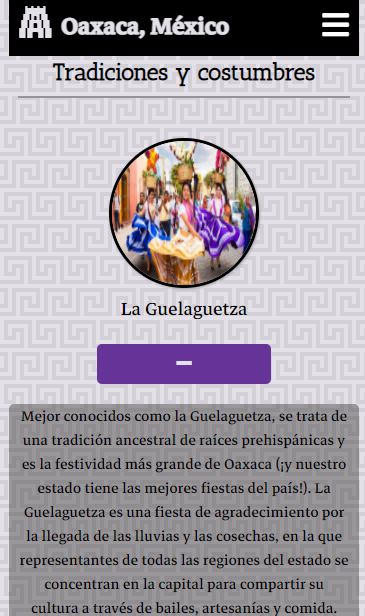 Oaxaca, México
Tradiciones y costumbres
La Guelaguetza
Mejor conocidos como la Guelaguetza, se trata de
una tradición ancestral de raíces prehispánicas y
es la festividad más grande de Oaxaca (¡y nuestro
estado tiene las mejores fiestas del país!). La
Guelaguetza es una fiesta de agradecimiento por
la llegada de las lluvias y las cosechas, en la que
representantes de todas las regiones del estado se
concentran en la capital para compartir su
cultura a través de bailes, artesanías y comida.